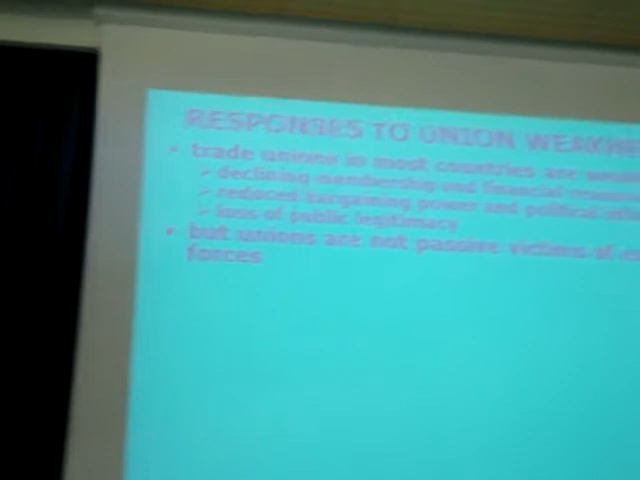 RESPONSES TO UNION
trade unions in most countries are
declining membership and financial
reduced bargaining power and political
loss of public legitimacy
but unions are not passive victims of
forces